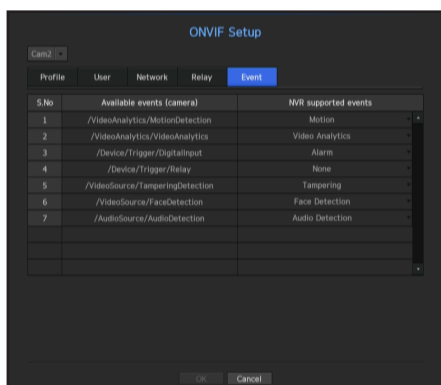 ONVIF Setup
Cam2
Profile User Network Relay Event
S.No Available events (camera) NVR supported events
1 /VideoAnalytics/MotionDetection Motion
2 /VideoAnalytics/VideoAnalytics Video Analytics
3 /Device/Trigger/DigitalInput Alarm
4 /Device/Trigger/Relay None
5 /VideoSource/TamperingDetection Tampering
6 /VideoSource/FaceDetection Face Detection
7 /AudioSource/AudioDetection Audio Detection
OK Cancel